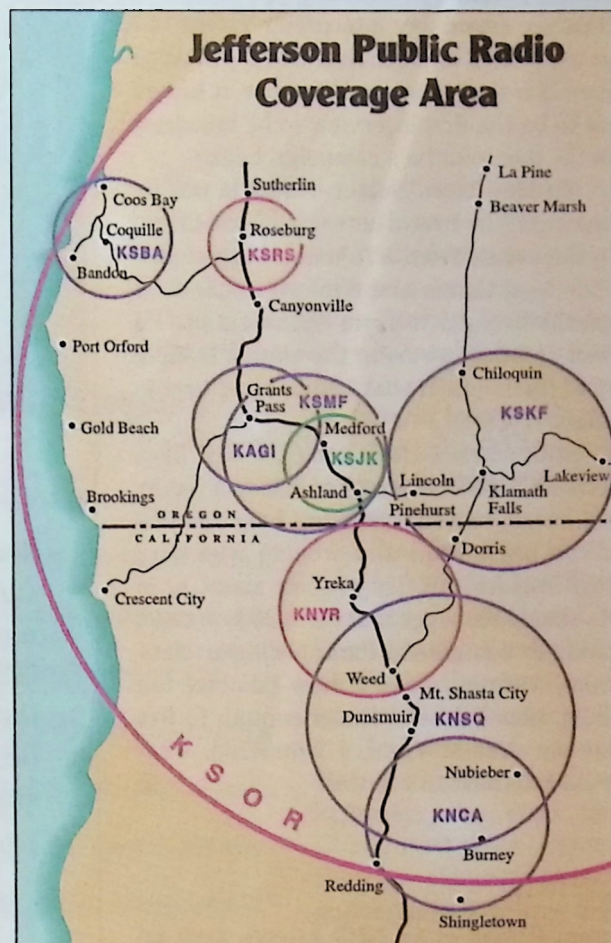 Jefferson Public Radio
Coverage Area
La Pine
Sutherlin
Coos Bay
Beaver Marsh
Coquille
Roseburg
KSBA
KSRS
Bandon
Canyonville
Port Orford
Chiloquin
Grants
Pass
KSMF
KSKF
Gold Beach
Medford
KAGI
KSJK
Lakeview
Lincoln
Klamath
Falls
Ashland
Pinehurst
Brookings
OREGON
CALIFORNIA
Dorris
Yreka
Crescent City
KNYR
Weed
Mt. Shasta City
Dunsmuir
KNSQ
KSOR
Nubieber
KNCA
Burney
Redding
Shingletown